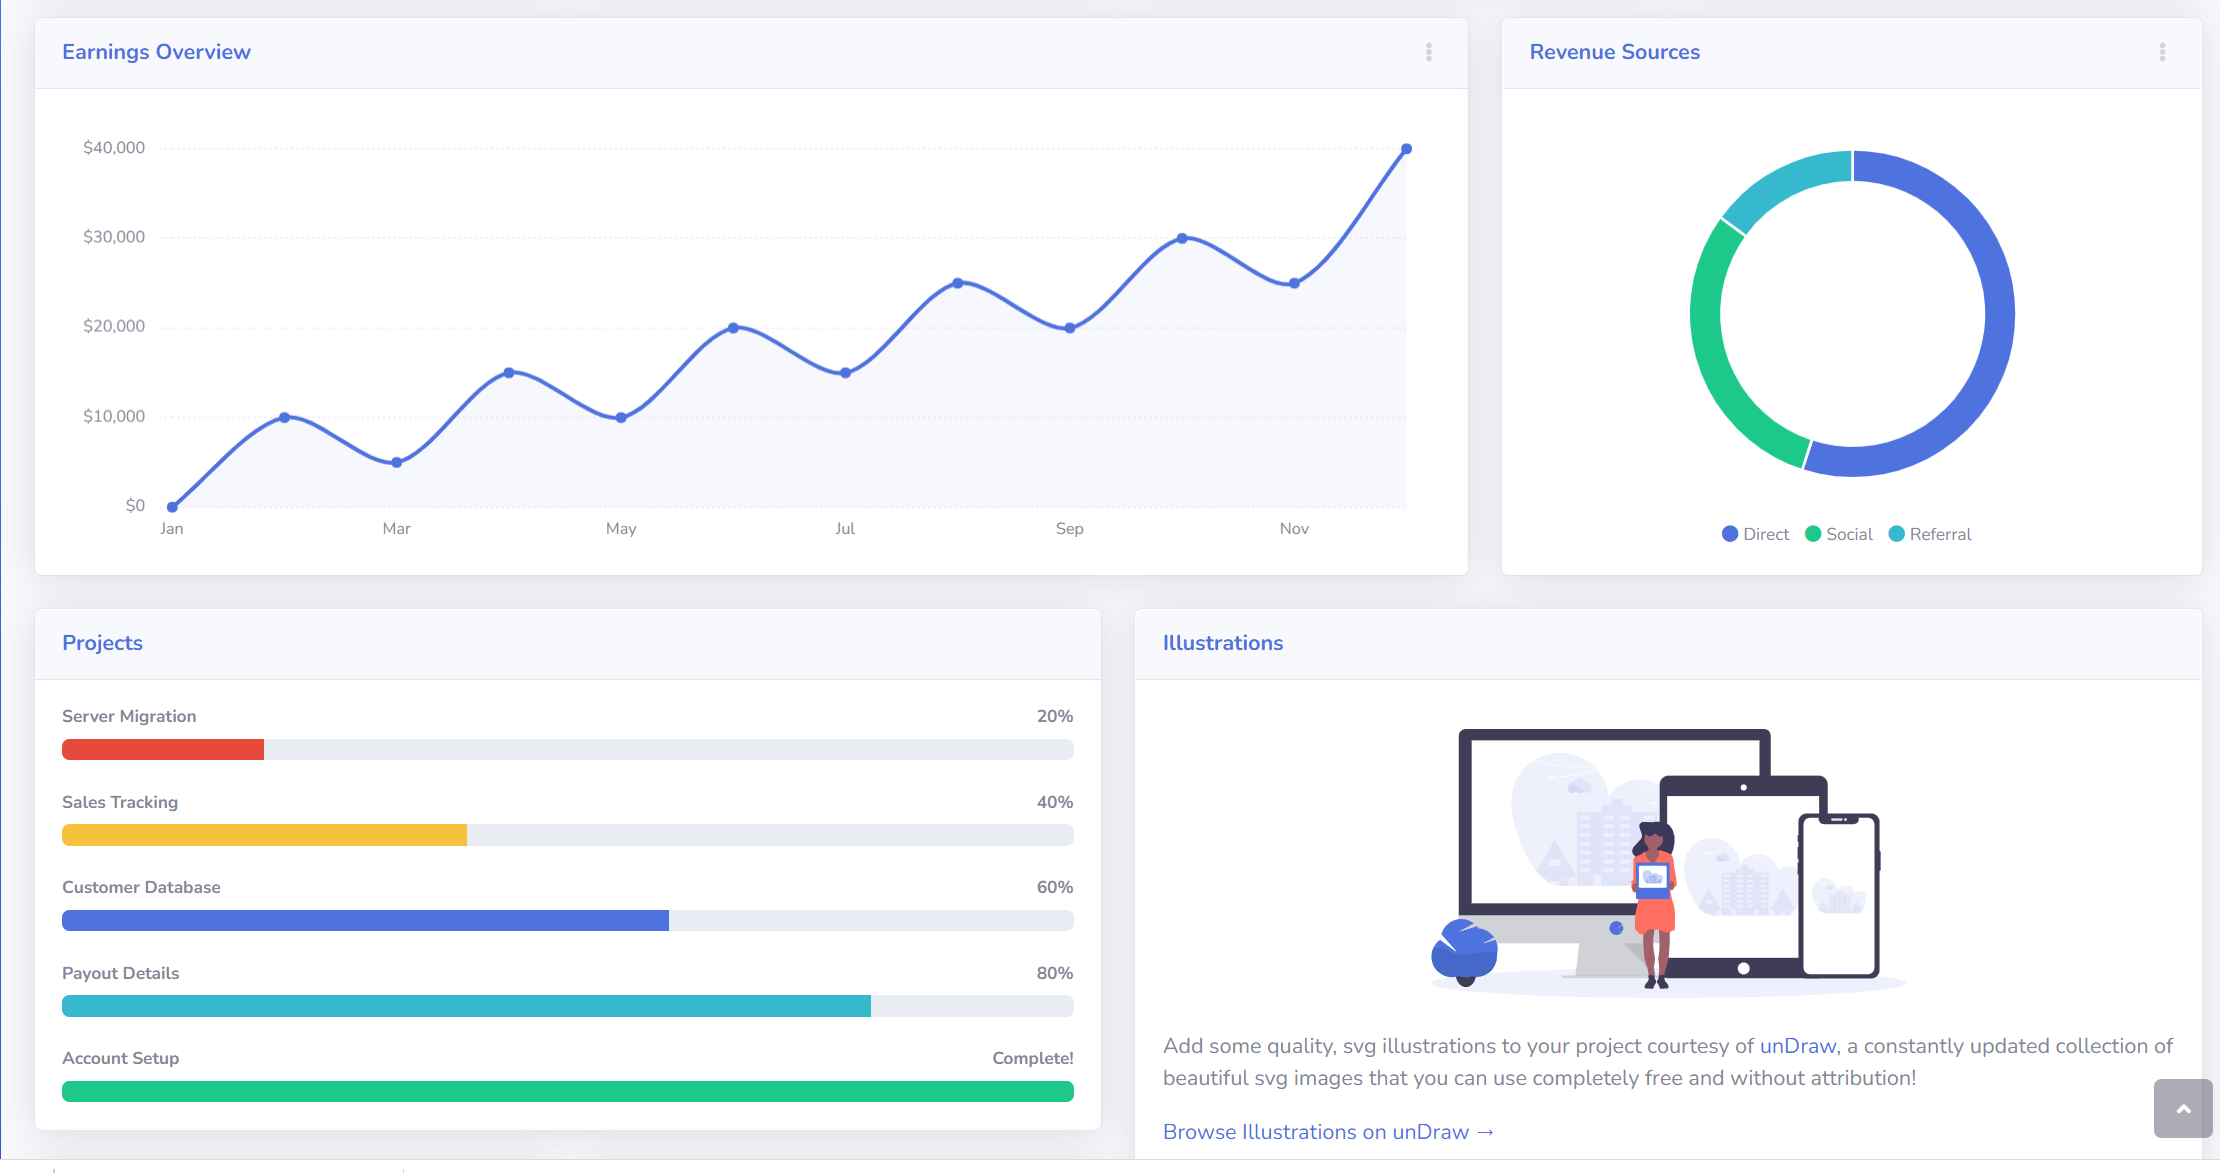 Earnings Overview
$40,000
$30,000
$20,000
$10,000
$0
Jan Mar May Jul Sep Nov
Revenue Sources
Direct Social Referral
Projects
Server Migration 20%
Sales Tracking 40%
Customer Database 60%
Payout Details 80%
Account Setup Complete!
Illustrations
Add some quality, svg illustrations to your project courtesy of unDraw, a constantly updated collection of
beautiful svg images that you can use completely free and without attribution!
Browse Illustrations on unDraw →